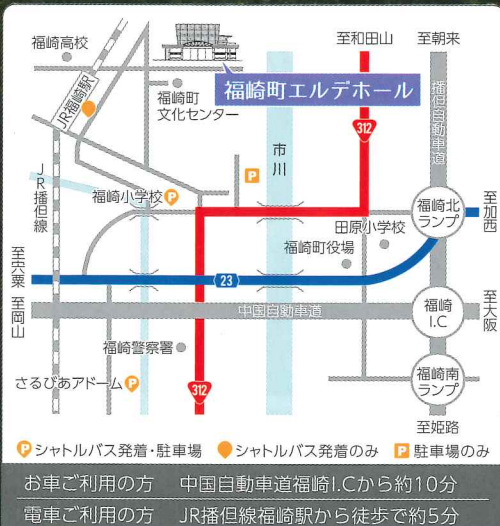 福崎高校
至和田山
至朝来
JR福崎駅
福崎町
文化センター
福崎町エルデホール
312
播但自動車道
市川
P
JR播但線
福崎小学校 P
福崎北
ランプ
至加西
田原小学校
福崎町役場
至宍粟
23
至岡山
中国自動車道
福崎
I.C
至大阪
福崎警察署
さるびあドーム P
312
福崎南
ランプ
至姫路
P シャトルバス発着・駐車場 シャトルバス発着のみ P 駐車場のみ
お車ご利用の方 中国自動車道福崎I.Cから約10分
電車ご利用の方 JR播但線福崎駅から徒歩で約5分